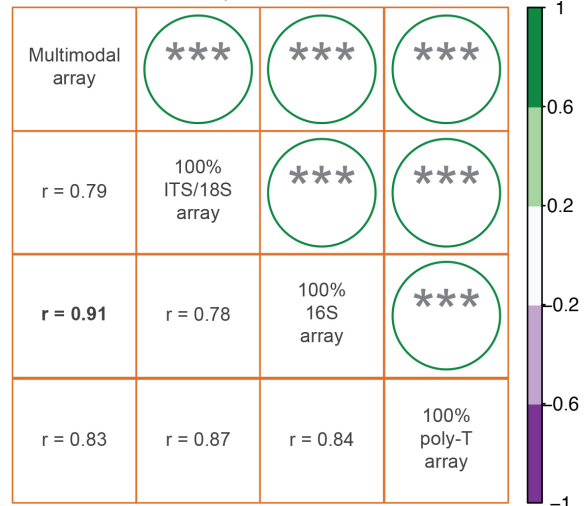 Multimodal
array
***
***
***
r = 0.79
100%
ITS/18S
array
***
***
r = 0.91
r = 0.78
100%
16S
array
***
r = 0.83
r = 0.87
r = 0.84
100%
poly-T
array
1
0.6
0.2
−0.2
−0.6
−1